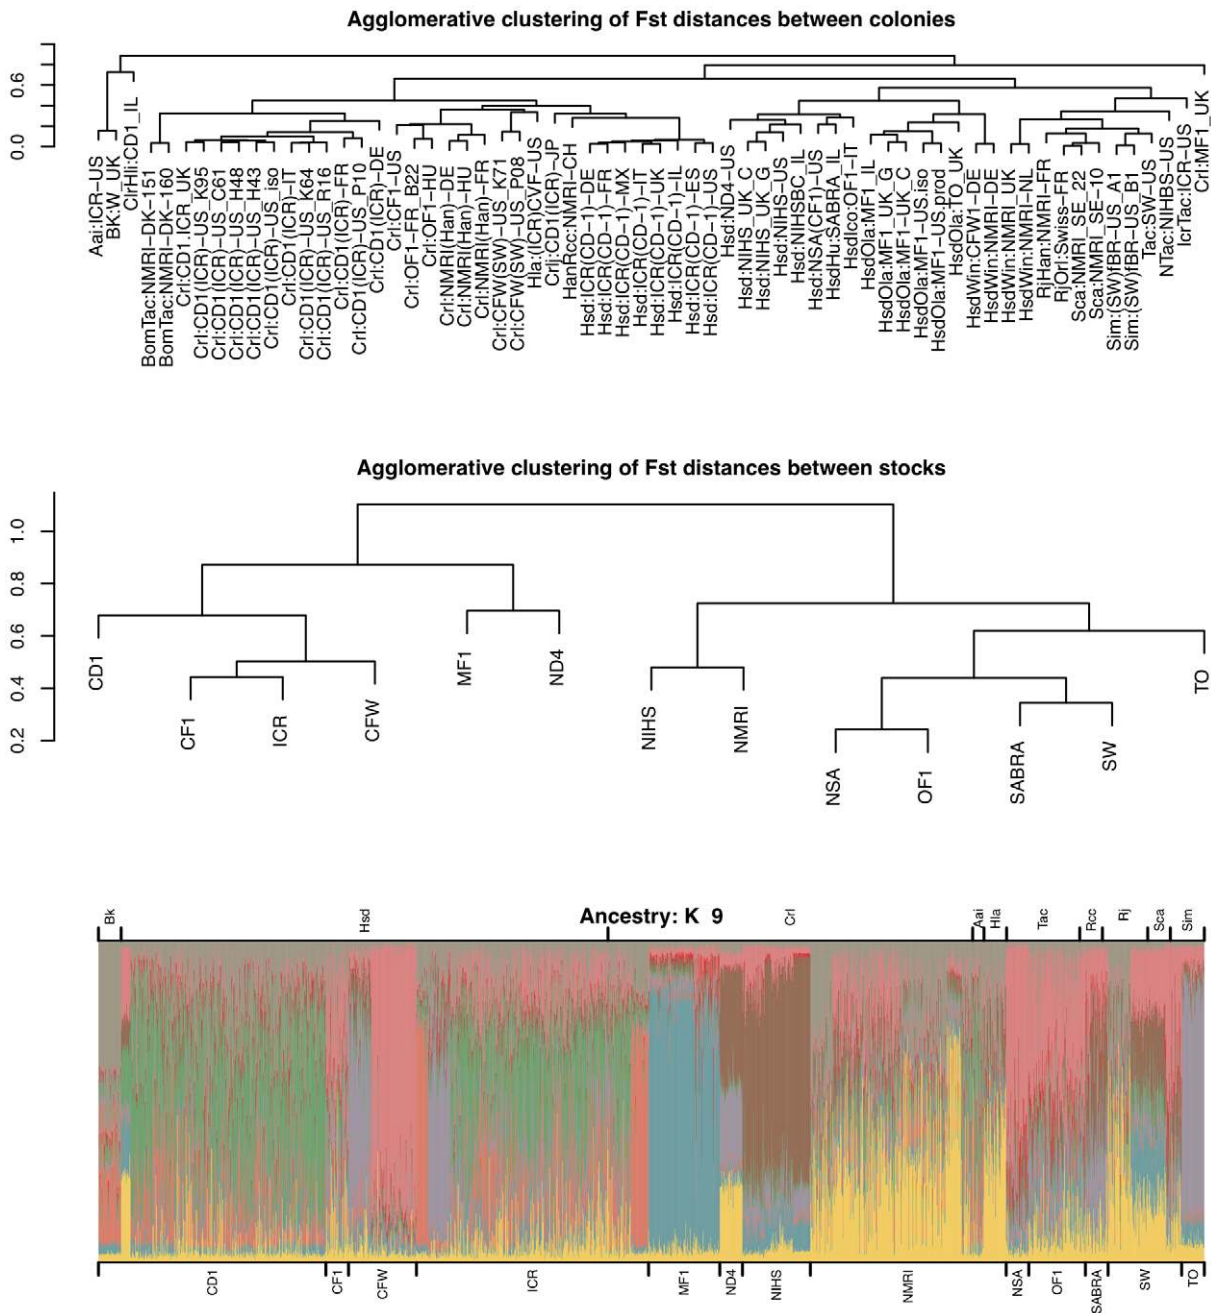 Agglomerative clustering of Fst distances between colonies
0.6
0.0
Aai:ICR-US
BK:W_UK
ClrHli:CD1_IL
BomTac:NMRI-DK-151
BomTac:NMRI-DK-160
Crl:CD1.ICR_UK
Crl:CD1(ICR)-US_K95
Crl:CD1(ICR)-US_C61
Crl:CD1(ICR)-US_H48
Crl:CD1(ICR)-US_H43
Crl:CD1(ICR)-US_iso
Crl:CD1(ICR)-IT
Crl:CD1(ICR)-US_K64
Crl:CD1(ICR)-US_R16
Crl:CD1(ICR)-FR
Crl:CD1(ICR)-US_P10
Crl:CD1(ICR)-DE
Crl:CF1-US
Crl:OF1-FR_B22
Crl:OF1-HU
Crl:NMRI(Han)-DE
Crl:NMRI(Han)-HU
Crl:NMRI(Han)-FR
Crl:CFW(SW)-US_K71
Crl:CFW(SW)-US_P08
Hla:(ICR)CVF-US
Crlj:CD1(ICR)-JP
HanRcc:NMRI-CH
Hsd:ICR(CD-1)-DE
Hsd:ICR(CD-1)-FR
Hsd:ICR(CD-1)-MX
Hsd:ICR(CD-1)-IT
Hsd:ICR(CD-1)-UK
Hsd:ICR(CD-1)-IL
Hsd:ICR(CD-1)-ES
Hsd:ICR(CD-1)-US
Hsd:ND4-US
Hsd:NIHS_UK_C
Hsd:NIHS_UK_G
Hsd:NIHS-US
Hsd:NIHSBC_IL
Hsd:NSA(CF1)-US
HsdHu:SABRA_IL
HsdIco:OF1-IT
HsdOla:MF1_IL
HsdOla:MF1_UK_G
HsdOla:MF1-UK_C
HsdOla:MF1-US.iso
HsdOla:MF1-US.prod
HsdOla:TO_UK
HsdWin:CFW1-DE
HsdWin:NMRI-DE
HsdWin:NMRI_UK
HsdWin:NMRI-NL
RjHan:NMRI-FR
RjOrl:Swiss-FR
Sca:NMRI_SE_22
Sca:NMRI_SE-10
Sim:(SW)fBR-US_A1
Sim:(SW)fBR-US_B1
Tac:SW-US
NTac:NIHBS-US
IcrTac:ICR-US
Crl:MF1_UK
Agglomerative clustering of Fst distances between stocks
1.0
0.8
0.6
0.4
0.2
CD1
CF1
ICR
CFW
MF1
ND4
NIHS
NMRI
NSA
OF1
SABRA
SW
TO
Ancestry: K 9
Bk
Hsd
Crl
Aai
Hla
Tac
Rcc
Rj
Sca
Sim
CD1
CF1
CFW
ICR
MF1
ND4
NIHS
NMRI
NSA
OF1
SABRA
SW
TO